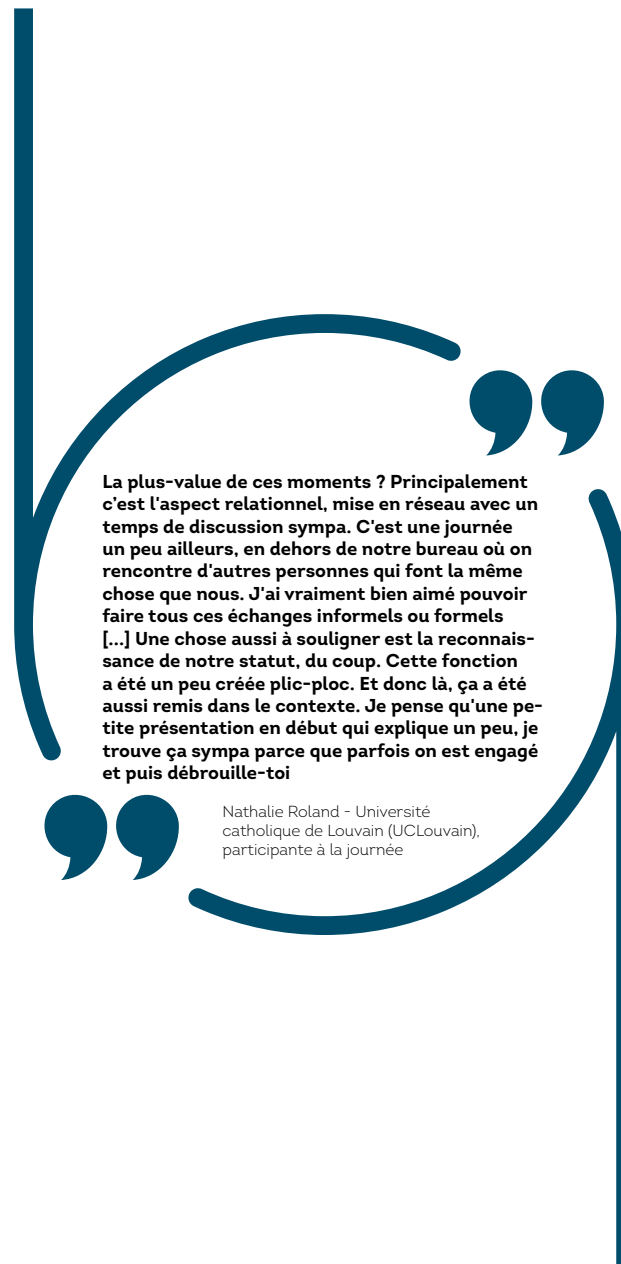 La plus-value de ces moments ? Principalement
c’est l'aspect relationnel, mise en réseau avec un
temps de discussion sympa. C'est une journée
un peu ailleurs, en dehors de notre bureau où on
rencontre d'autres personnes qui font la même
chose que nous. J'ai vraiment bien aimé pouvoir
faire tous ces échanges informels ou formels
[...] Une chose aussi à souligner est la reconnais-
sance de notre statut, du coup. Cette fonction
a été un peu créée plic-ploc. Et donc là, ça a été
aussi remis dans le contexte. Je pense qu'une pe-
tite présentation en début qui explique un peu, je
trouve ça sympa parce que parfois on est engagé
et puis débrouille-toi
Nathalie Roland - Université
catholique de Louvain (UCLouvain),
participante à la journée